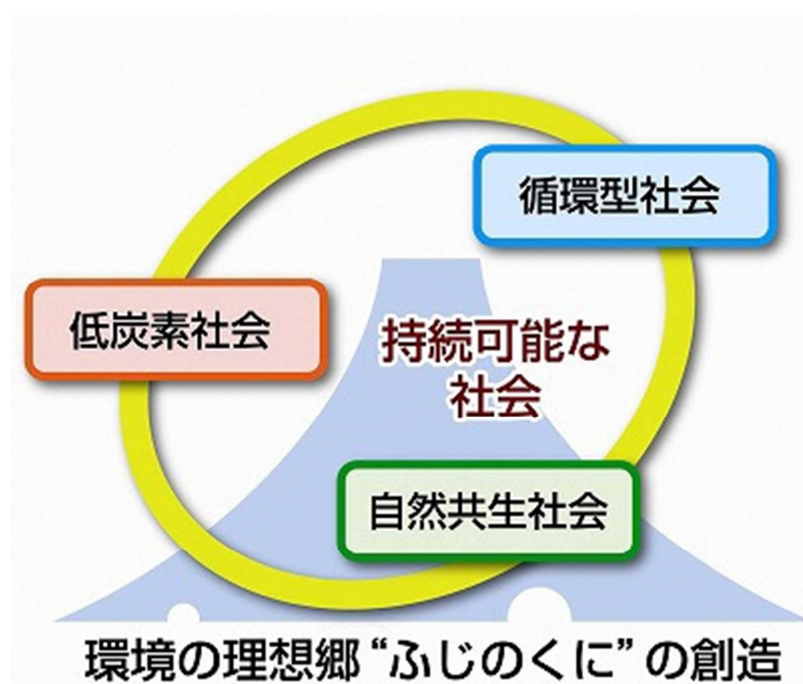 循環型社会
低炭素社会
持続可能な
社会
自然共生社会
環境の理想郷“ふじのくに”の創造